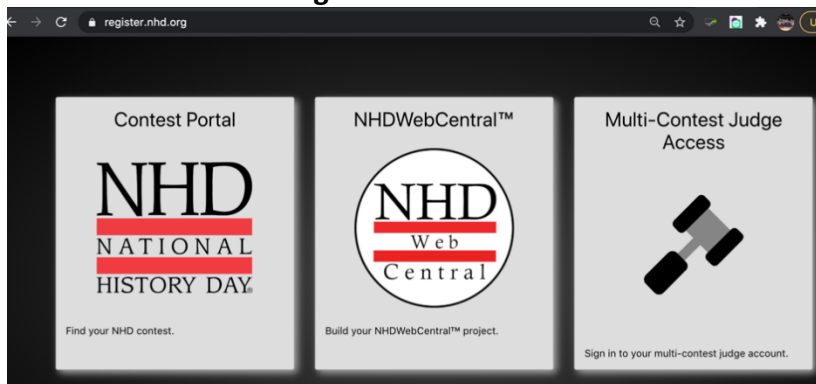 register.nhd.org
Contest Portal
NHD
NATIONAL
HISTORY DAY®
Find your NHD contest.
NHDWebCentral™
NHD
Web
Central
Build your NHDWebCentral™ project.
Multi-Contest Judge
Access
Sign in to your multi-contest judge account.